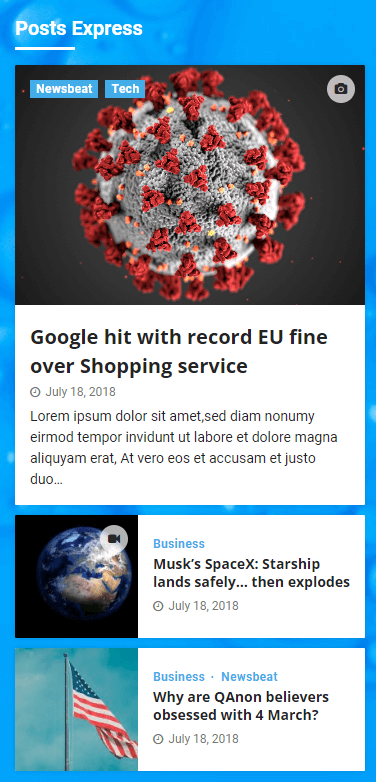 Posts Express
Newsbeat Tech
Google hit with record EU fine
over Shopping service
July 18, 2018
Lorem ipsum dolor sit amet,sed diam nonumy
eirmod tempor invidunt ut labore et dolore magna
aliquyam erat, At vero eos et accusam et justo
duo...
Business
Musk's SpaceX: Starship
lands safely... then explodes
July 18, 2018
Business · Newsbeat
Why are QAnon believers
obsessed with 4 March?
July 18, 2018